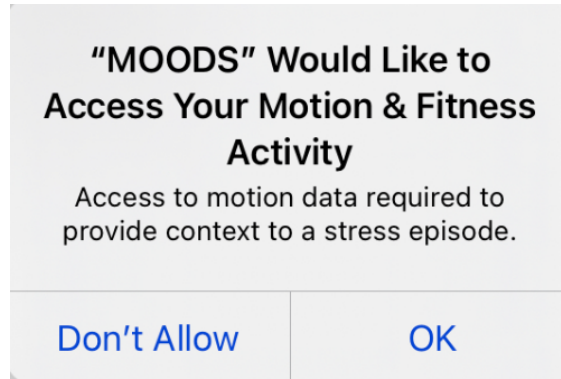 “MOODS” Would Like to
Access Your Motion & Fitness
Activity
Access to motion data required to
provide context to a stress episode.
Don’t Allow
OK